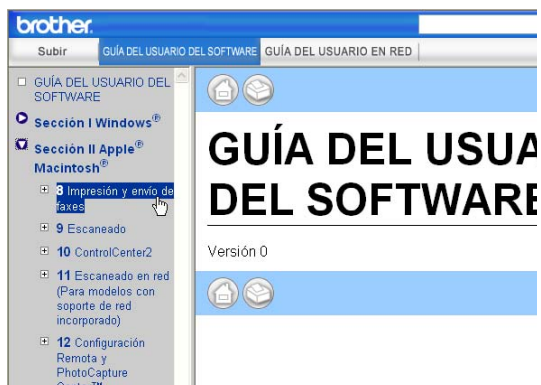 brother.
Subir
GUÍA DEL USUARIO DEL SOFTWARE
GUÍA DEL USUARIO EN RED
GUÍA DEL USUARIO DEL
SOFTWARE
Sección I Windows®
Sección II Apple®
Macintosh®
8 Impresión y envío de
faxes
9 Escaneado
10 ControlCenter2
11 Escaneado en red
(Para modelos con
soporte de red
incorporado)
12 Configuración
Remota y
PhotoCapture
GUÍA DEL USUA
DEL SOFTWARE
Versión 0